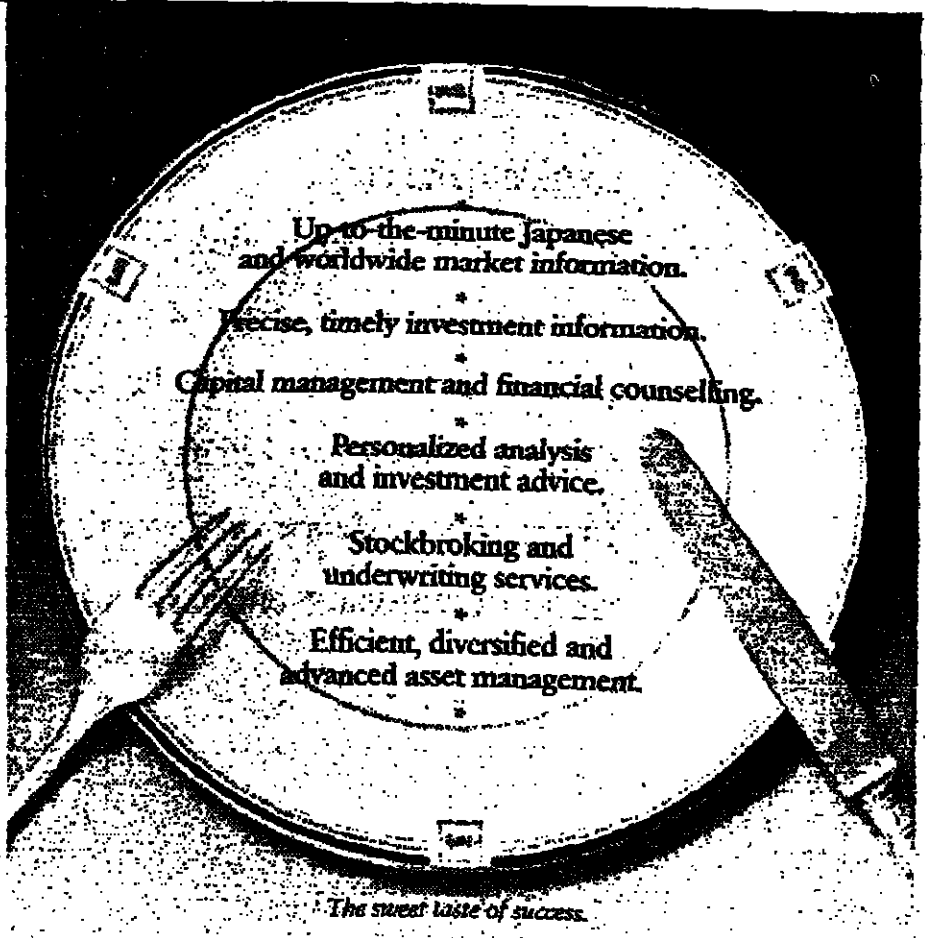 Up-to-the-minute Japanese
and worldwide market information.
*
Precise, timely investment information.
*
Capital management and financial counselling.
*
Personalized analysis
and investment advice.
*
Stockbroking and
underwriting services.
*
Efficient, diversified and
advanced asset management.
*
The sweet taste of success.